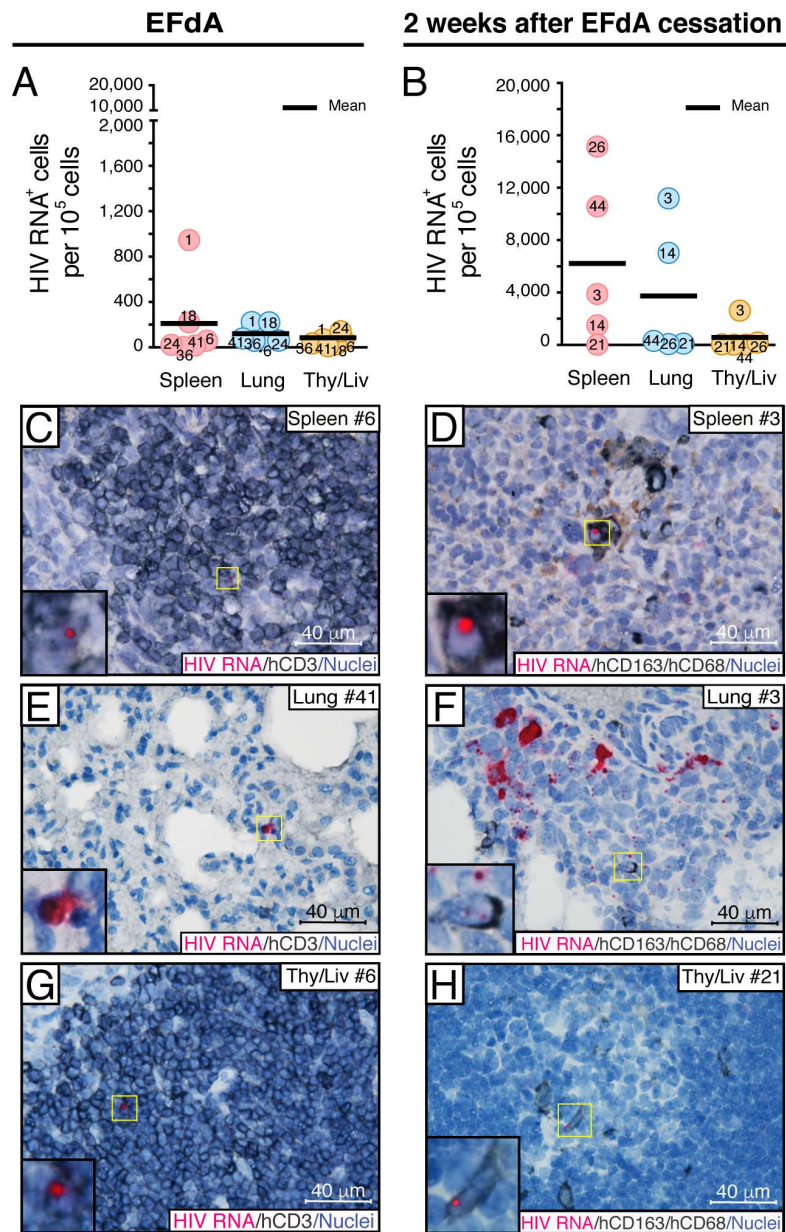 EFdA
2 weeks after EFdA cessation
A
HIV RNA+ cells
per 10^5 cells
20,000
10,000
2,000
1,200
800
400
0
Mean
1
18
24
36
41
6
1
18
41
36
6
24
1
24
36
41
18
6
Spleen
Lung
Thy/Liv
B
HIV RNA+ cells
per 10^5 cells
20,000
16,000
12,000
8,000
4,000
0
Mean
26
44
3
14
21
3
14
44
26
21
3
21
14
26
44
Spleen
Lung
Thy/Liv
C
Spleen #6
40 μm
HIV RNA/hCD3/Nuclei
D
Spleen #3
40 μm
HIV RNA/hCD163/hCD68/Nuclei
E
Lung #41
40 μm
HIV RNA/hCD3/Nuclei
F
Lung #3
40 μm
HIV RNA/hCD163/hCD68/Nuclei
G
Thy/Liv #6
40 μm
HIV RNA/hCD3/Nuclei
H
Thy/Liv #21
40 μm
HIV RNA/hCD163/hCD68/Nuclei